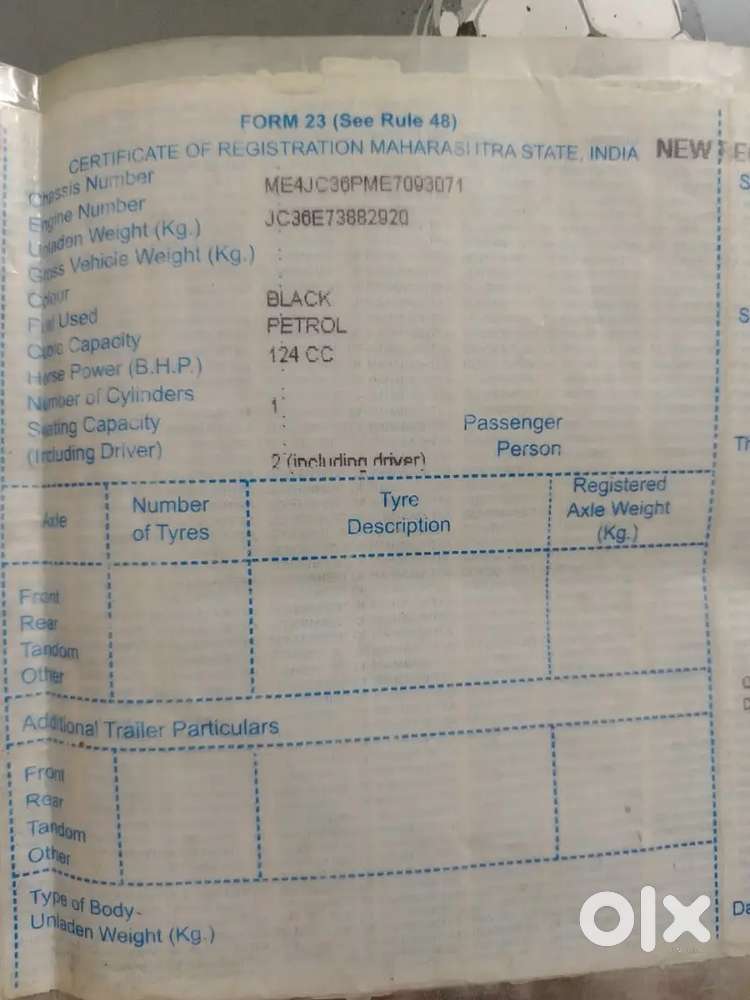 FORM 23 (See Rule 48)
CERTIFICATE OF REGISTRATION MAHARASHTRA STATE, INDIA NEW
Chassis Number ME4JC36PME7093071
Engine Number JC36E73882920
Unladen Weight (Kg.) :
Gross Vehicle Weight (Kg.) :
Colour BLACK
Fuel Used PETROL
Cubic Capacity 124 CC
Horse Power (B.H.P.) :
Number of Cylinders 1
Seating Capacity Passenger
(Including Driver) 2 (including driver) Person
Axle Number of Tyres Tyre Description Registered Axle Weight (Kg.)
Front
Rear
Tandom
Other
Additional Trailer Particulars
Front
Rear
Tandom
Other
Type of Body-
Unladen Weight (Kg.)
olx